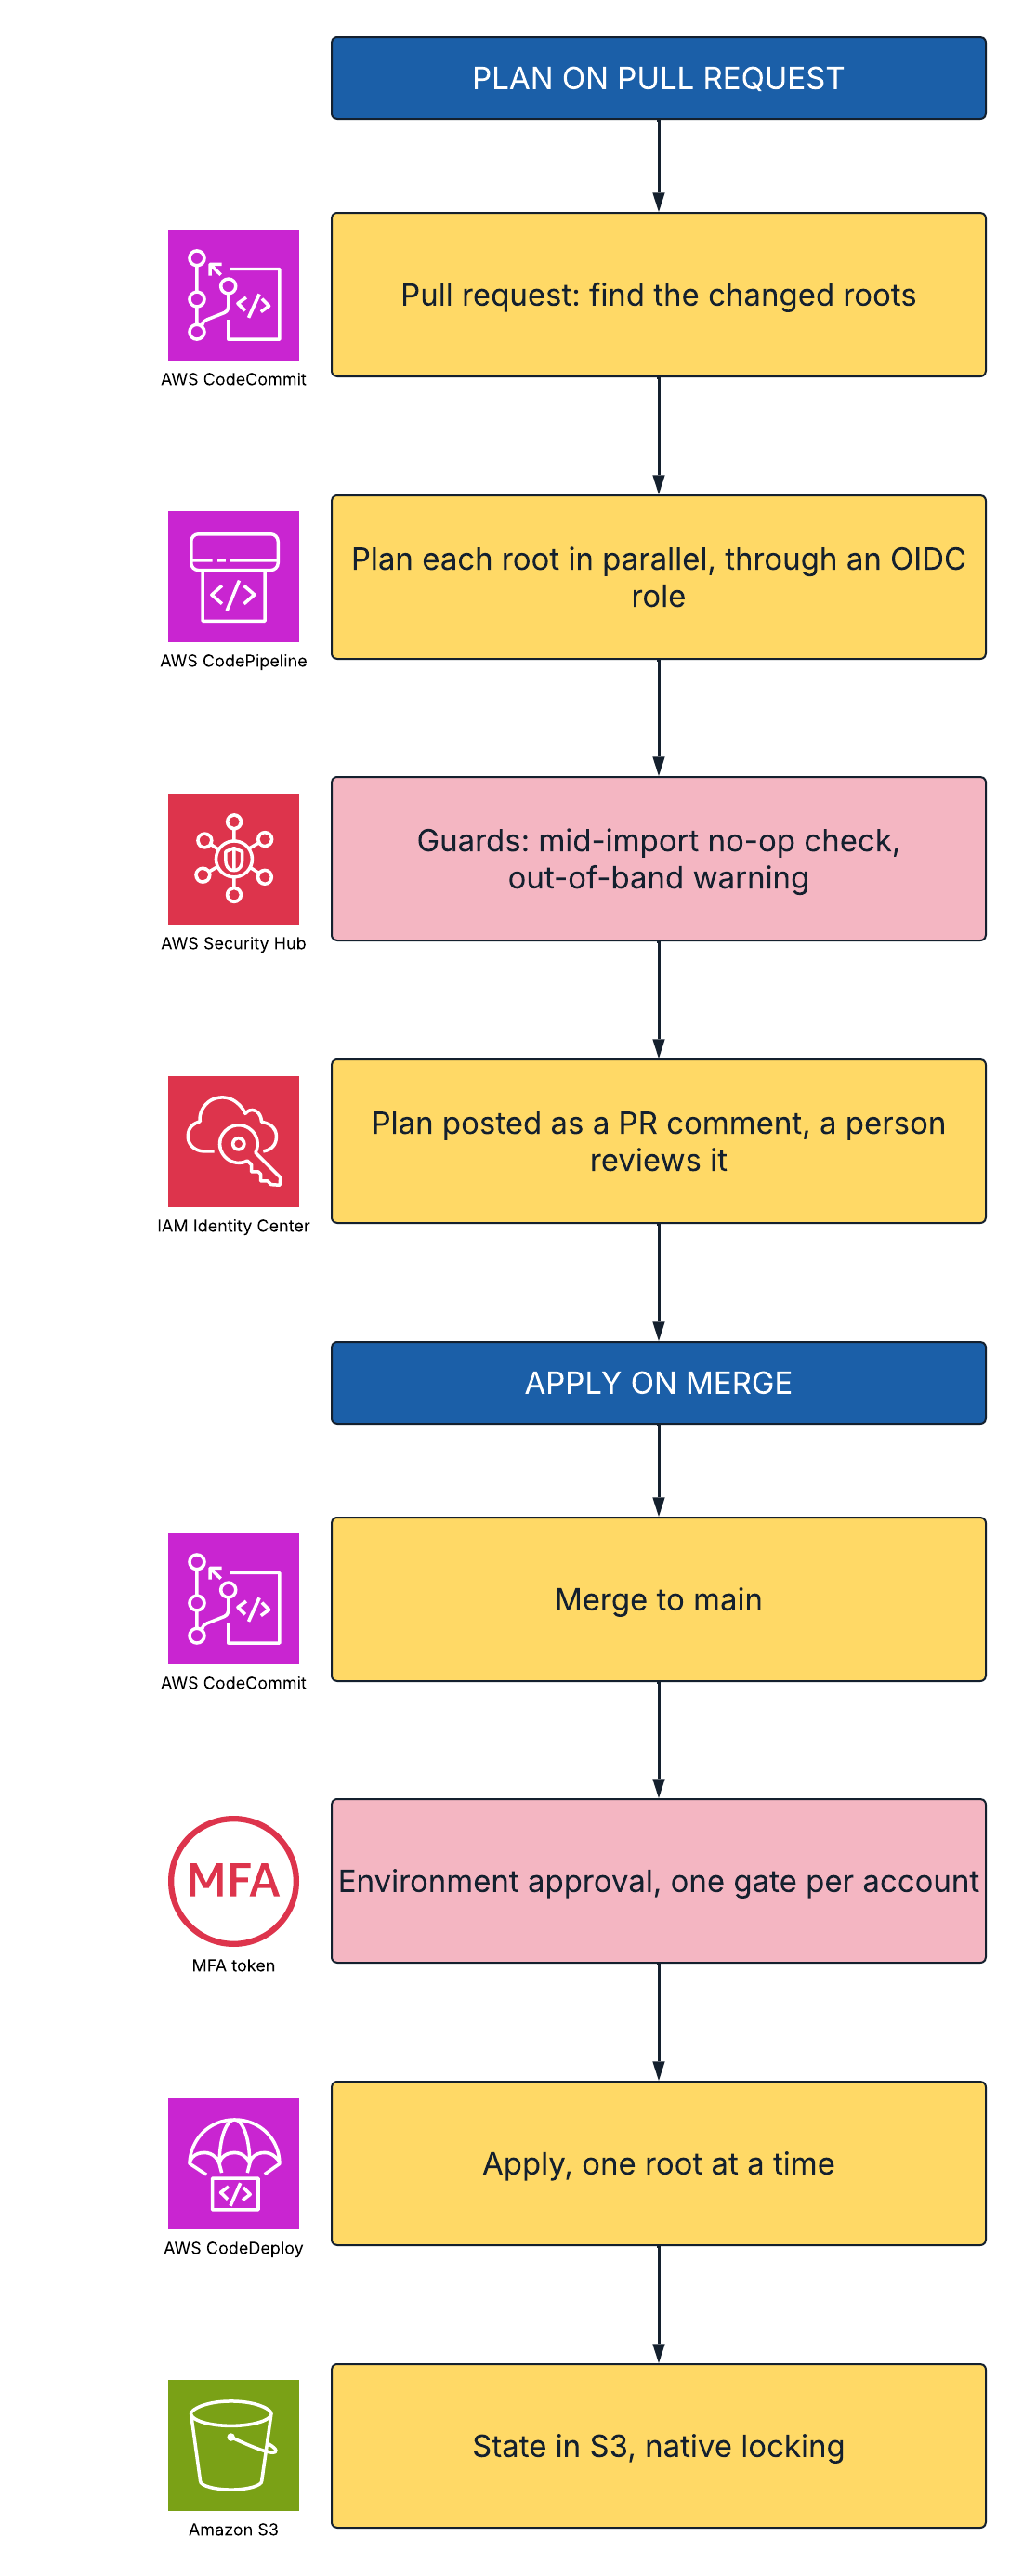 PLAN ON PULL REQUEST
Pull request: find the changed roots
AWS CodeCommit
Plan each root in parallel, through an OIDC
role
AWS CodePipeline
Guards: mid-import no-op check,
out-of-band warning
AWS Security Hub
Plan posted as a PR comment, a person
reviews it
IAM Identity Center
APPLY ON MERGE
Merge to main
AWS CodeCommit
MFA
Environment approval, one gate per account
MFA token
Apply, one root at a time
AWS CodeDeploy
State in S3, native locking
Amazon S3